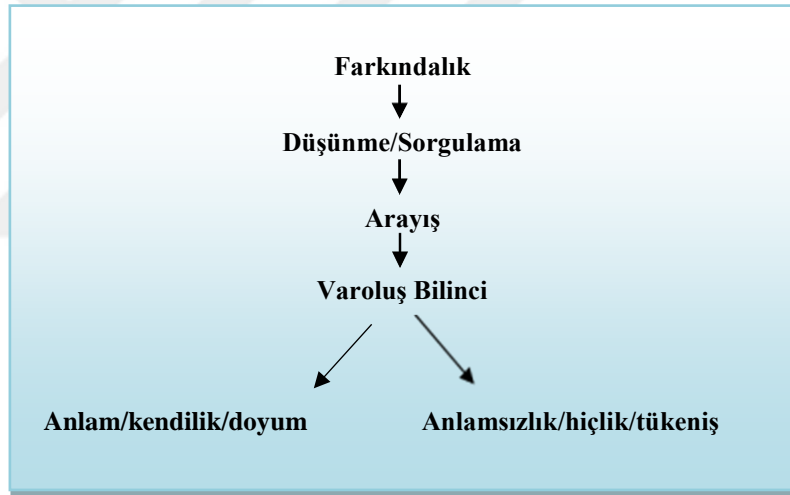 Farkındalık
Düşünme/Sorgulama
Arayış
Varoluş Bilinci
Anlam/kendilik/doyum Anlamsızlık/hiçlik/tükeniş